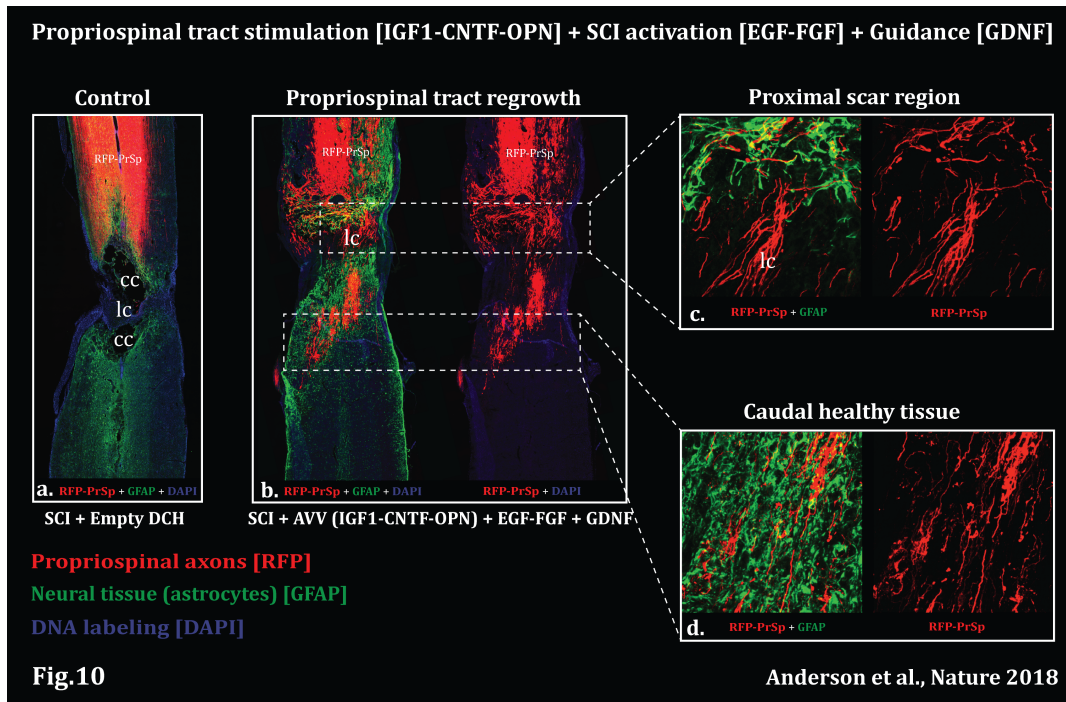 Propriospinal tract stimulation [IGF1-CNTF-OPN] + SCI activation [EGF-FGF] + Guidance [GDNF]
Control
RFP-PrSp
cc
lc
cc
a.
RFP-PrSp + GFAP + DAPI
SCI + Empty DCH
Propriospinal tract regrowth
RFP-PrSp
RFP-PrSp
lc
b.
RFP-PrSp + GFAP + DAPI
RFP-PrSp + DAPI
SCI + AVV (IGF1-CNTF-OPN) + EGF-FGF + GDNF
Proximal scar region
lc
c.
RFP-PrSp + GFAP
RFP-PrSp
Caudal healthy tissue
d.
RFP-PrSp + GFAP
RFP-PrSp
Propriospinal axons [RFP]
Neural tissue (astrocytes) [GFAP]
DNA labeling [DAPI]
Fig.10
Anderson et al., Nature 2018